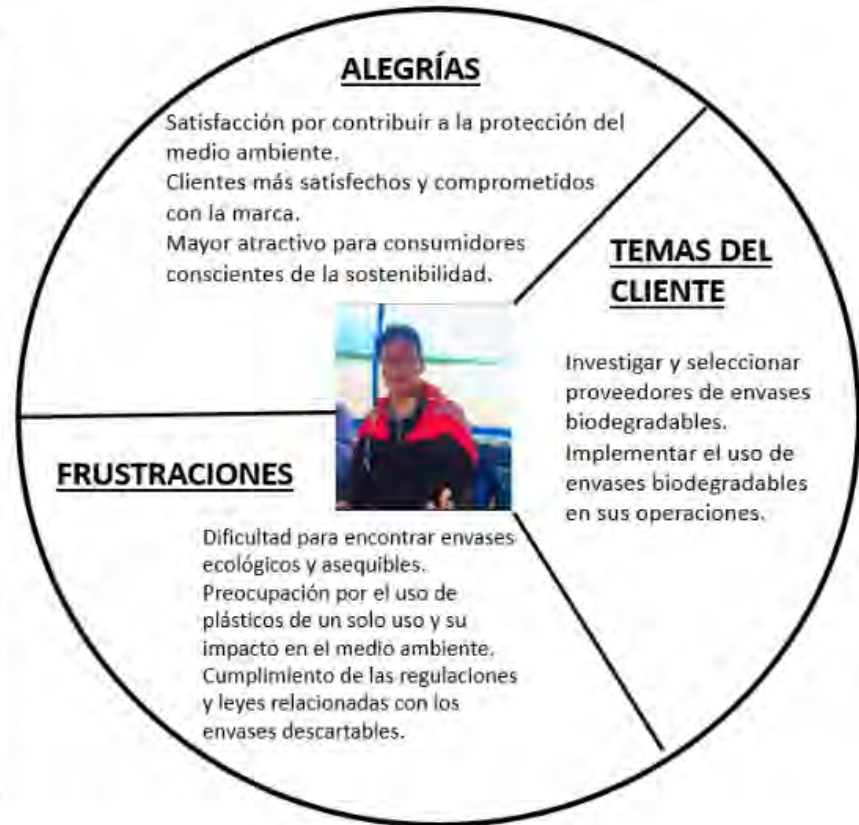 ALEGRÍAS
Satisfacción por contribuir a la protección del
medio ambiente.
Clientes más satisfechos y comprometidos
con la marca.
Mayor atractivo para consumidores
conscientes de la sostenibilidad.
TEMAS DEL
CLIENTE
Investigar y seleccionar
proveedores de envases
biodegradables.
Implementar el uso de
envases biodegradables
en sus operaciones.
FRUSTRACIONES
Dificultad para encontrar envases
ecológicos y asequibles.
Preocupación por el uso de
plásticos de un solo uso y su
impacto en el medio ambiente.
Cumplimiento de las regulaciones
y leyes relacionadas con los
envases descartables.